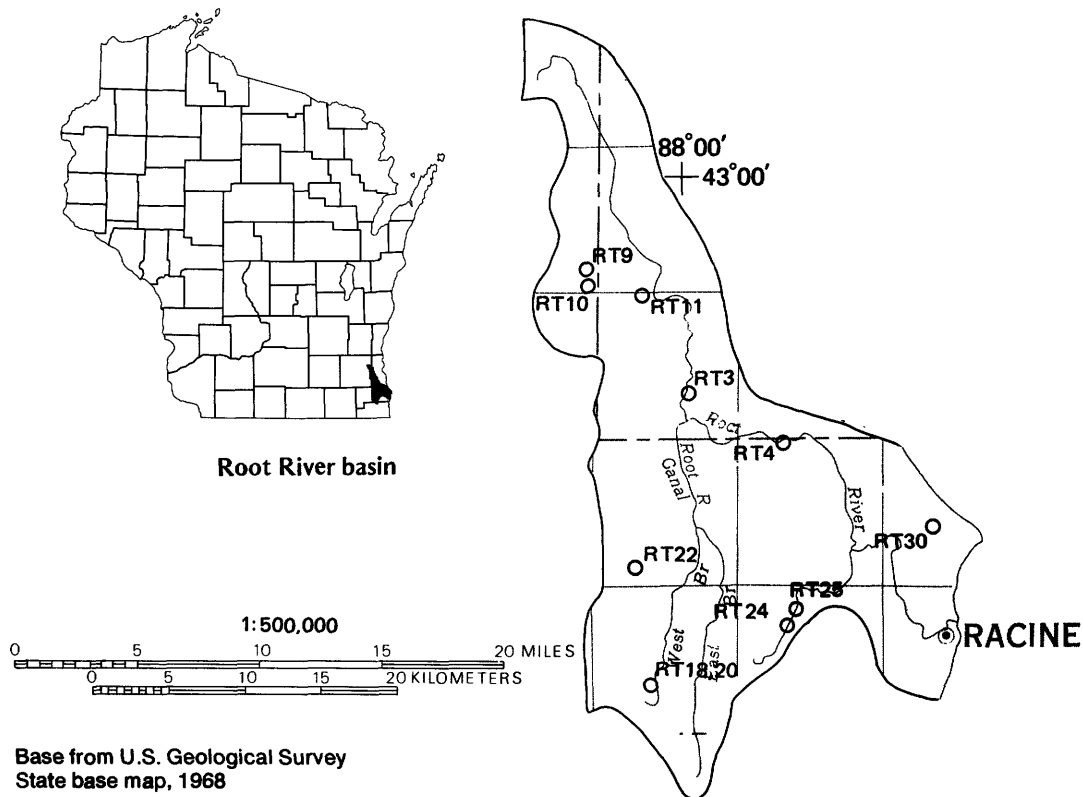 88°00'
43°00'
RT9
RT10
RT11
RT3
Root
RT4
Root R
Canal
River
RT30
RT22
Br
RT25
Br
RT24
West
East
RT18,20
RACINE
Root River basin
1:500,000
0 5 10 15 20 MILES
0 5 10 15 20 KILOMETERS
Base from U.S. Geological Survey
State base map, 1968